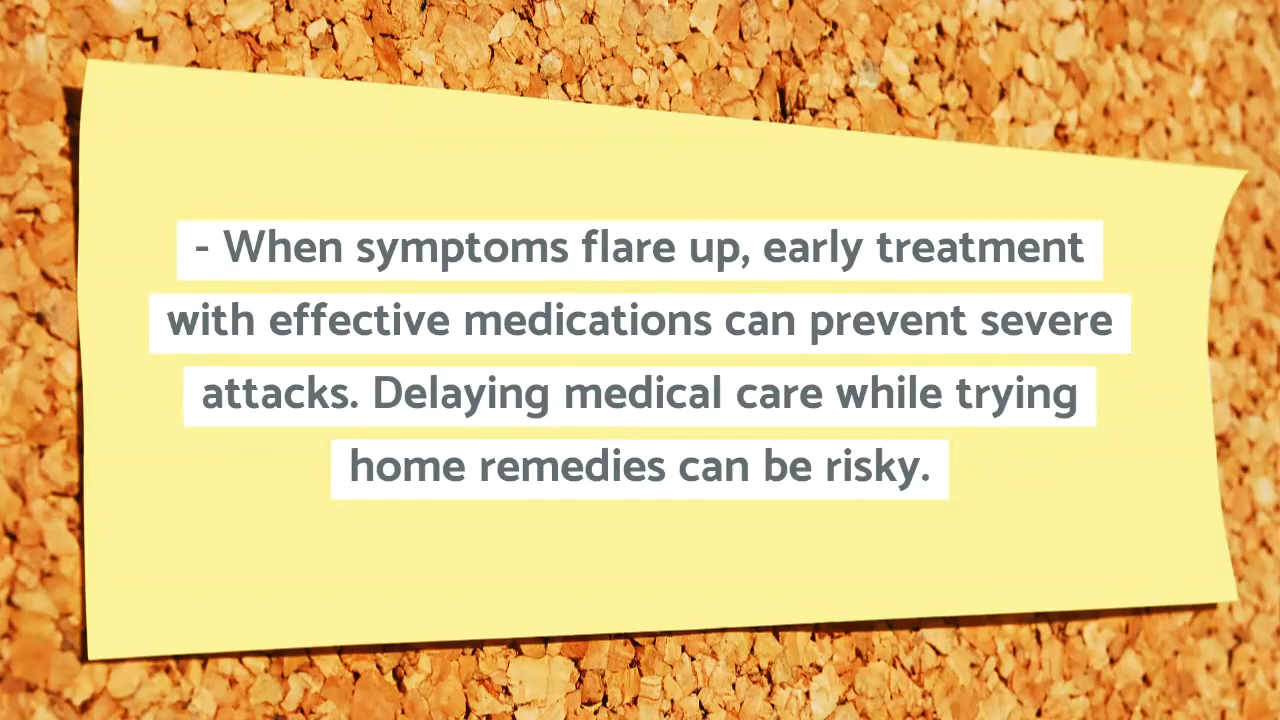 - When symptoms flare up, early treatment
with effective medications can prevent severe
attacks. Delaying medical care while trying
home remedies can be risky.